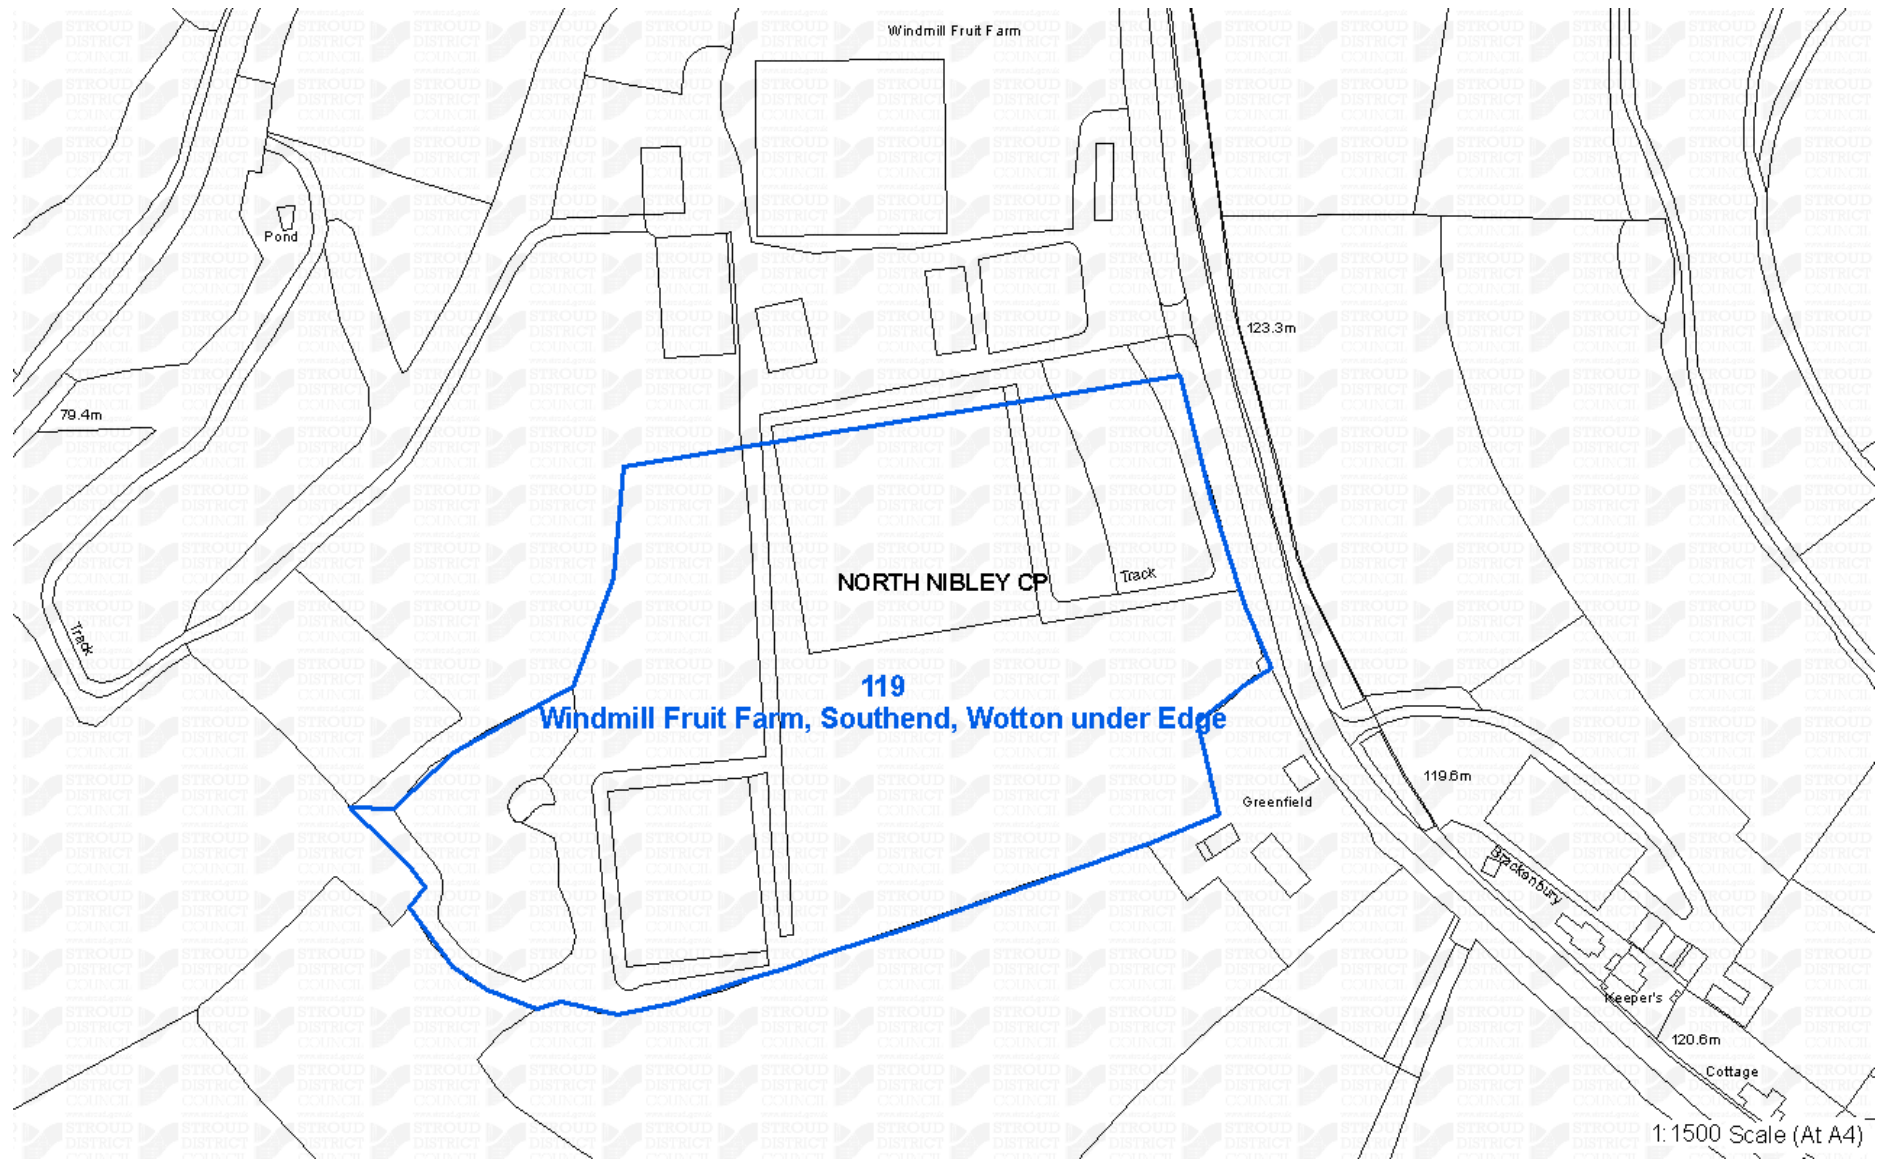 Windmill Fruit Farm
Pond
123.3m
79.4m
NORTH NIBLEY CP
Track
Track
119
Windmill Fruit Farm, Southend, Wotton under Edge
119.6m
Greenfield
Brackenbury
Keeper's
120.6m
Cottage
1:1500 Scale (At A4)
STROUD
DISTRICT
COUNCIL